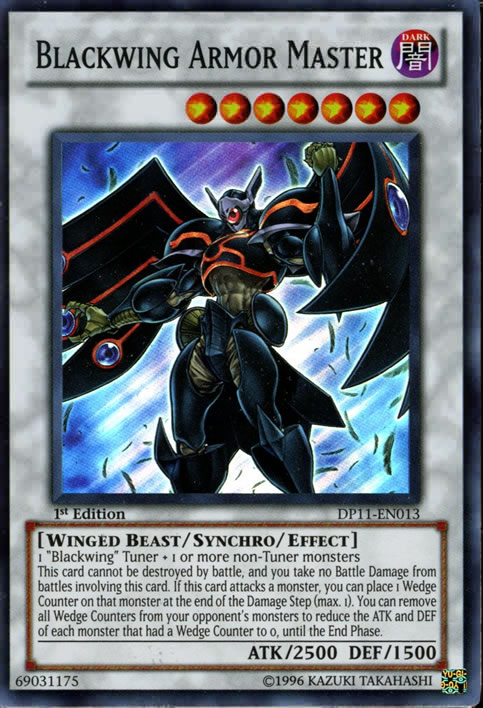 BLACKWING ARMOR MASTER
DARK
闇
1st Edition
DP11-EN013
[WINGED BEAST/SYNCHRO/EFFECT]
1 "Blackwing" Tuner + 1 or more non-Tuner monsters
This card cannot be destroyed by battle, and you take no Battle Damage from
battles involving this card. If this card attacks a monster, you can place 1 Wedge
Counter on that monster at the end of the Damage Step (max. 1). You can remove
all Wedge Counters from your opponent's monsters to reduce the ATK and DEF
of each monster that had a Wedge Counter to 0, until the End Phase.
ATK/2500 DEF/1500
69031175
©1996 KAZUKI TAKAHASHI